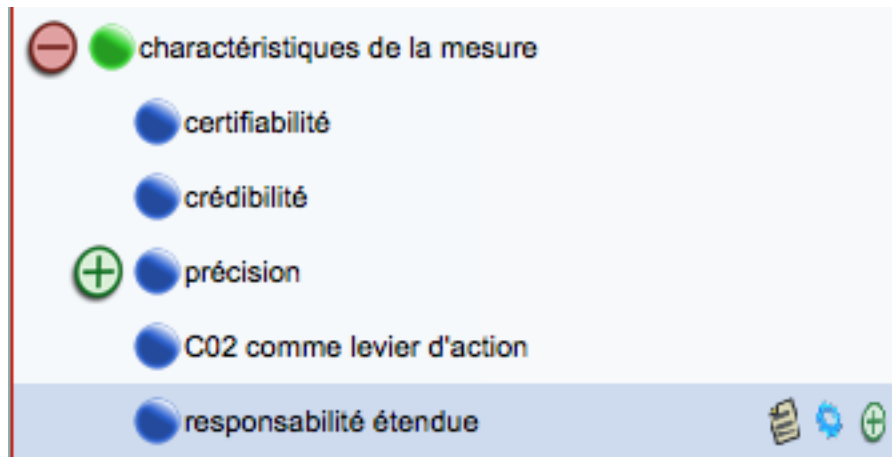 charactéristiques de la mesure
certifiabilité
crédibilité
précision
C02 comme levier d'action
responsabilité étendue